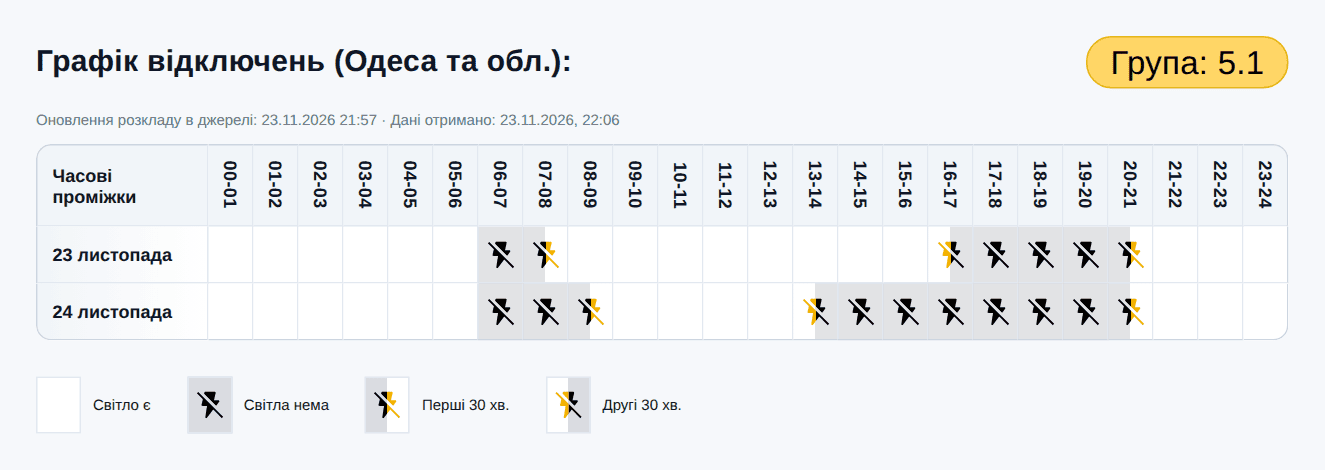 Графік відключень (Одеса та обл.):
Група: 5.1
Оновлення розкладу в джерелі: 23.11.2026 21:57 · Дані отримано: 23.11.2026, 22:06
Часові
проміжки
00-01 01-02 02-03 03-04 04-05 05-06 06-07 07-08 08-09 09-10 10-11 11-12 12-13 13-14 14-15 15-16 16-17 17-18 18-19 19-20 20-21 21-22 22-23 23-24
23 листопада
24 листопада
Світло є Світла нема Перші 30 хв. Другі 30 хв.